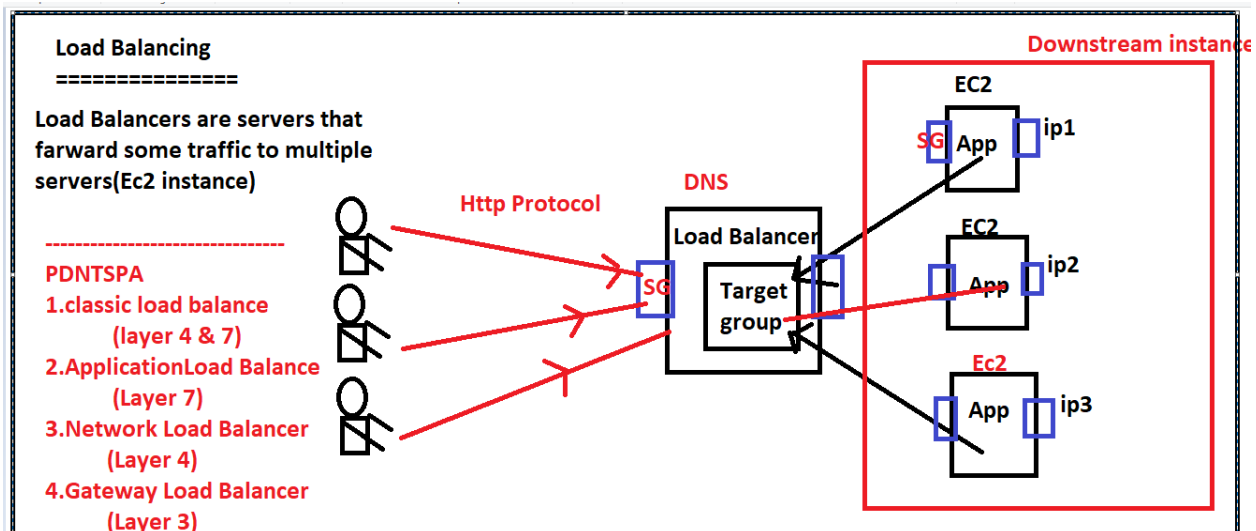 Load Balancing
===============
Load Balancers are servers that
farward some traffic to multiple
servers(Ec2 instance)
--------------------------------
PDNTSPA
1.classic load balance
(layer 4 & 7)
2.ApplicationLoad Balance
(Layer 7)
3.Network Load Balancer
(Layer 4)
4.Gateway Load Balancer
(Layer 3)
Http Protocol
DNS
Load Balancer
SG
Target
group
Downstream instance
EC2
SG
App
ip1
EC2
App
ip2
Ec2
App
ip3